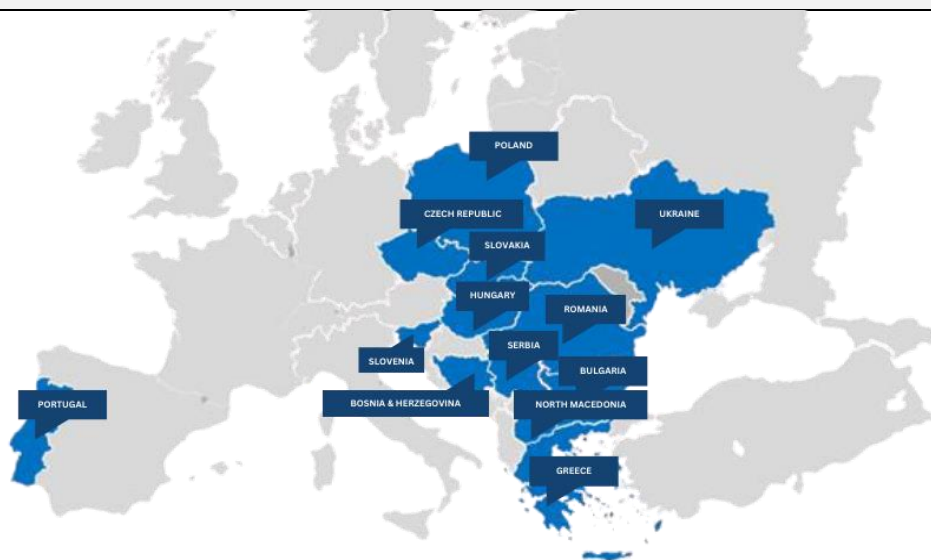 POLAND
CZECH REPUBLIC
UKRAINE
SLOVAKIA
HUNGARY
ROMANIA
SERBIA
SLOVENIA
BULGARIA
BOSNIA & HERZEGOVINA
NORTH MACEDONIA
PORTUGAL
GREECE